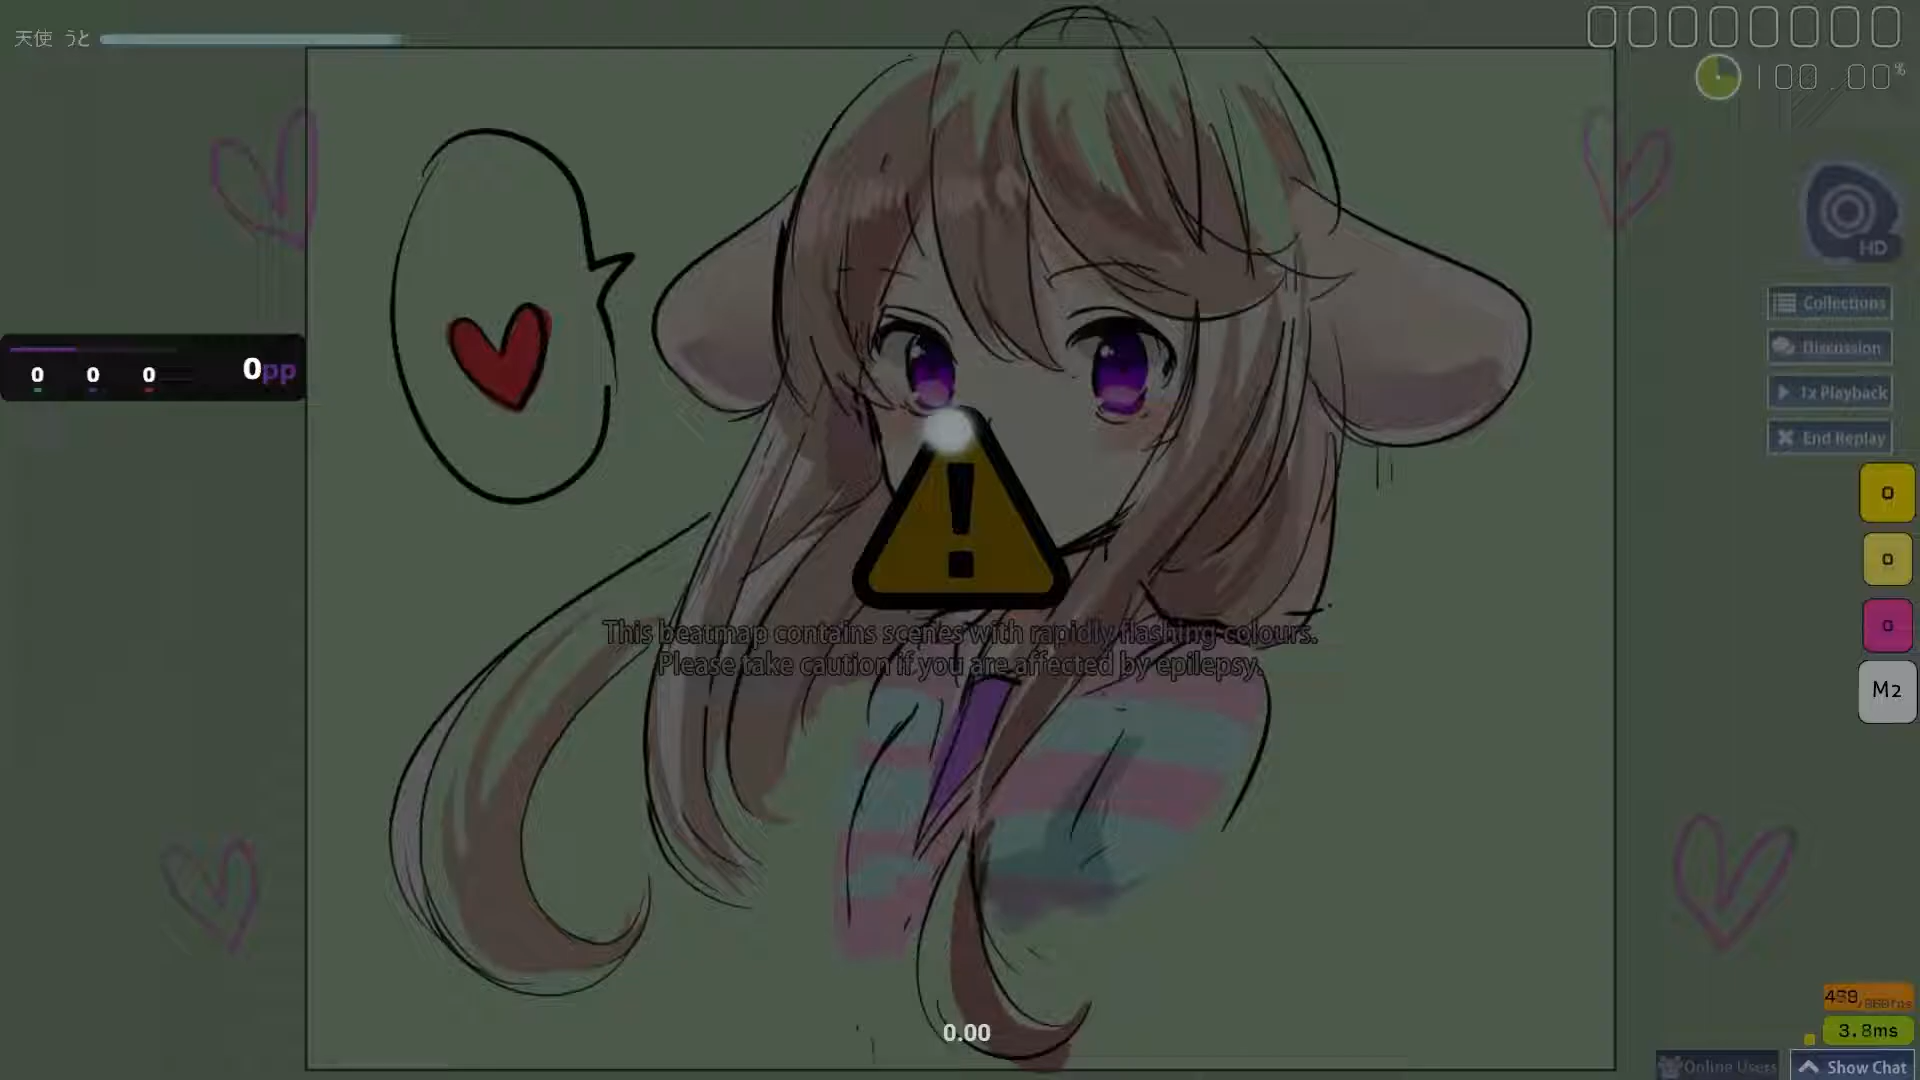 天使 うと
00000000
100.00%
HD
Collections
Discussion
1x Playback
End Replay
0 0 0 0pp
0
0
0
M2
!
This beatmap contains scenes with rapidly flashing colours.
Please take caution if you are affected by epilepsy.
0.00
3.8ms
Online Users
Show Chat